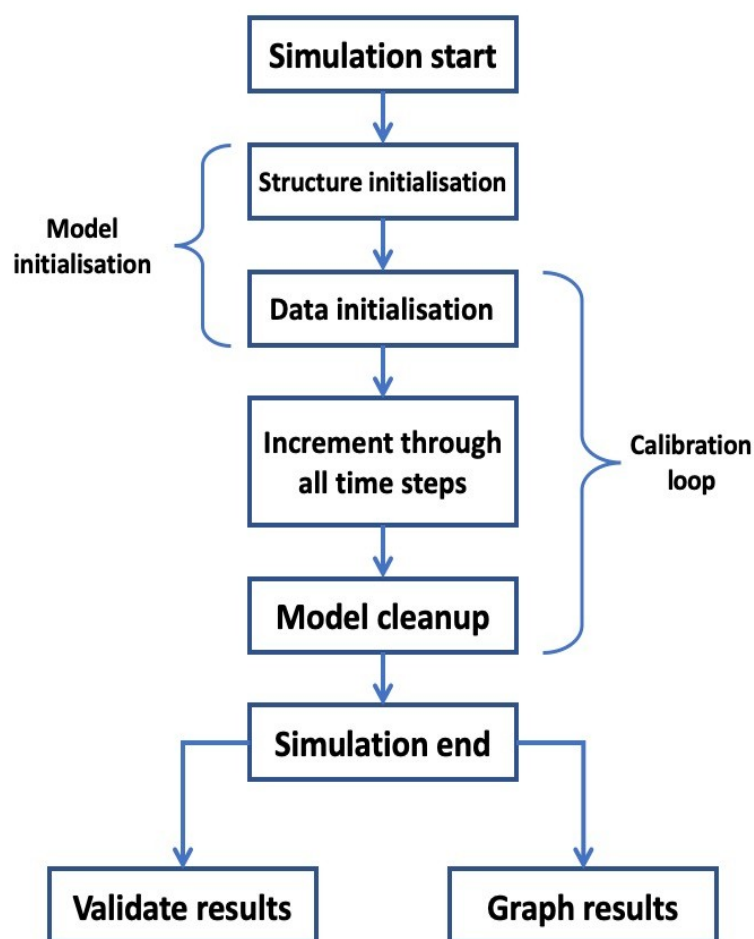 Simulation start
Structure initialisation
Model
initialisation
Data initialisation
Increment through
all time steps
Calibration
loop
Model cleanup
Simulation end
Validate results
Graph results